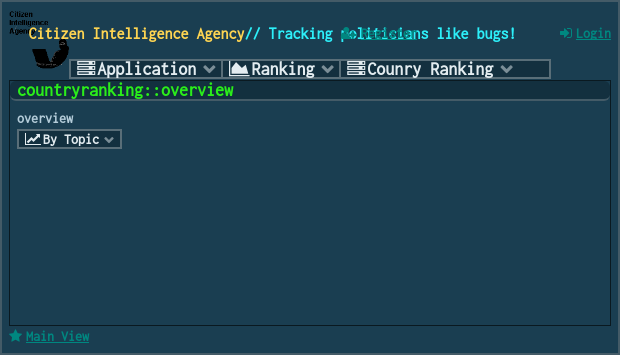 Citizen
Intelligence
Agency
Citizen Intelligence Agency// Tracking politicians like bugs!
Register
Login
Application
Ranking
Counry Ranking
countryranking::overview
overview
By Topic
Main View